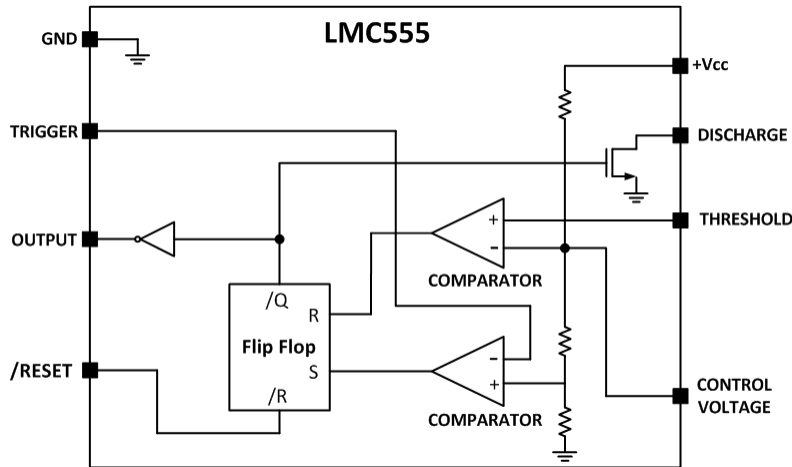 LMC555
GND
+Vcc
TRIGGER
DISCHARGE
THRESHOLD
OUTPUT
+
-
COMPARATOR
/Q
R
Flip Flop
S
/R
-
+
COMPARATOR
/RESET
CONTROL
VOLTAGE